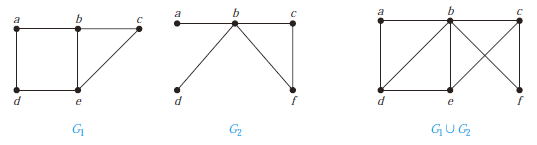 a b c a b c a b c
d e d f d e f
G₁ G₂ G₁ ∪ G₂